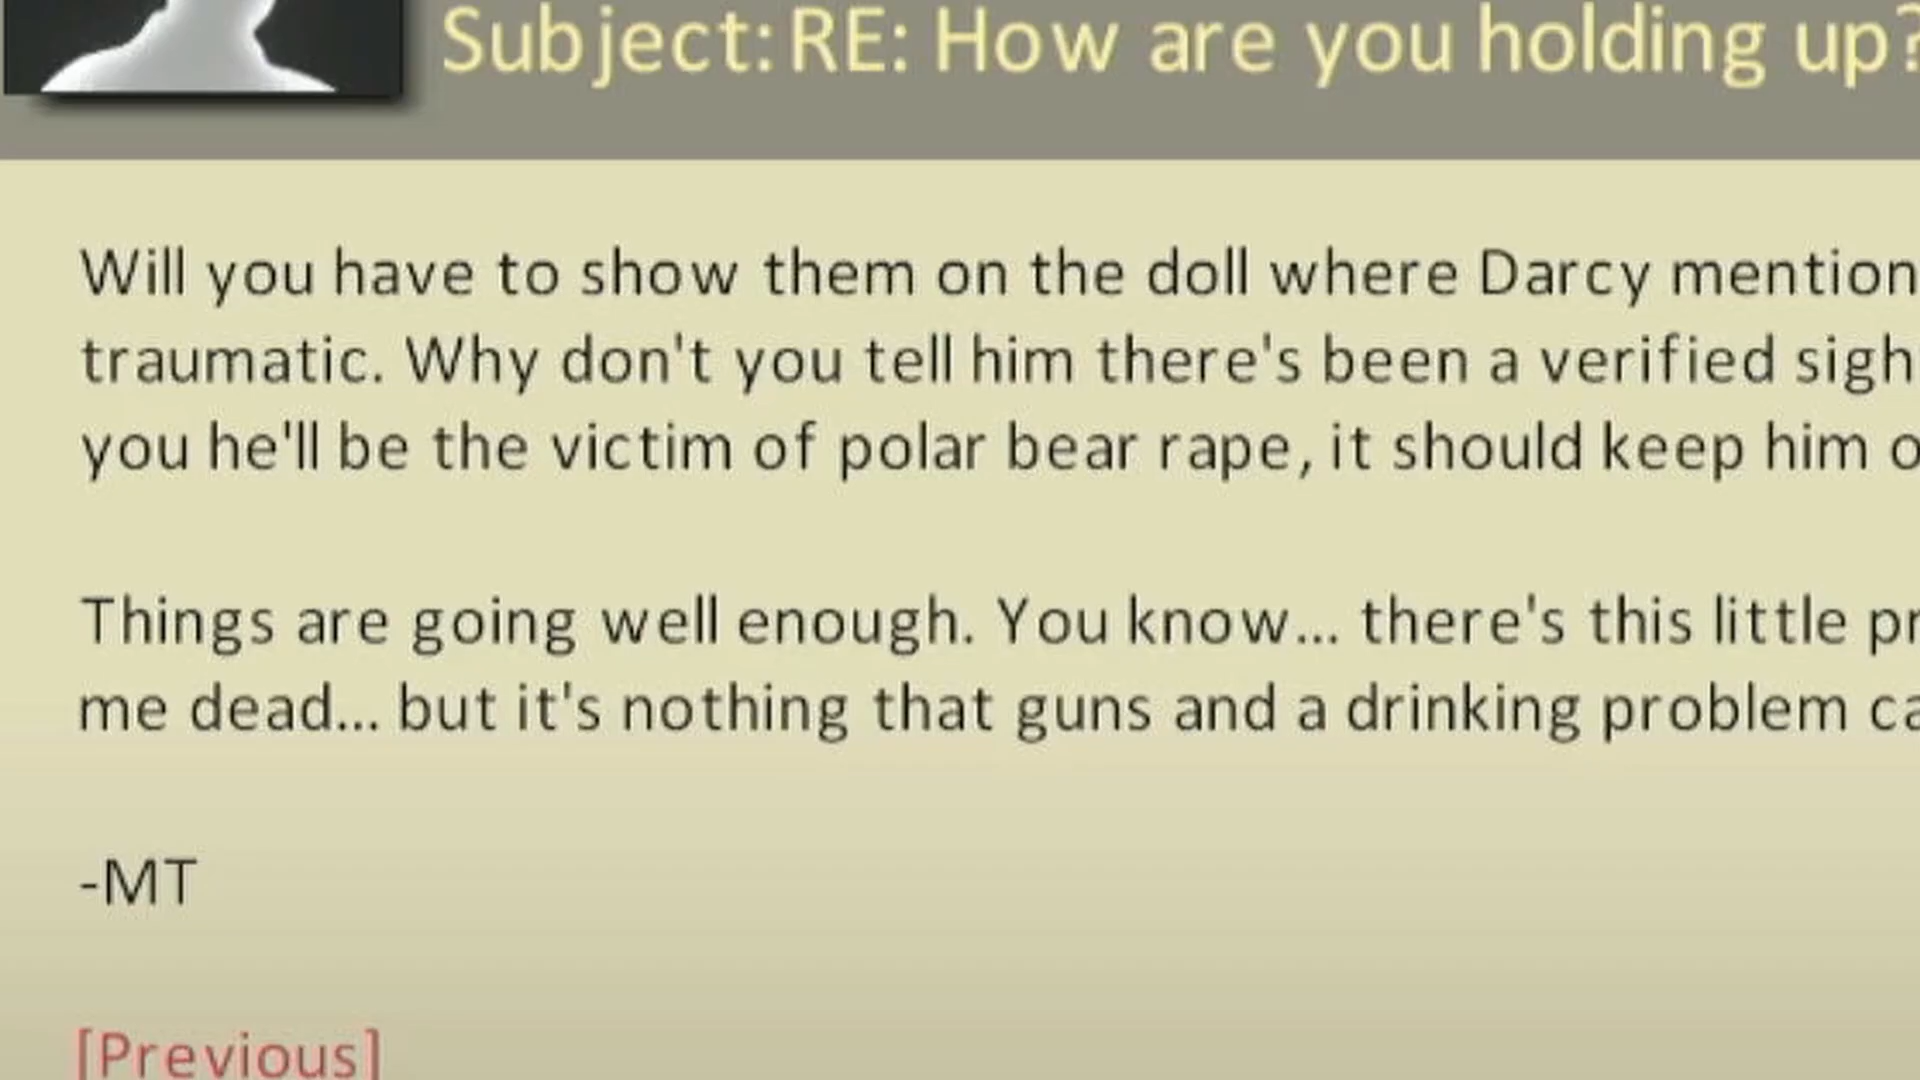 Subject: RE: How are you holding up?
Will you have to show them on the doll where Darcy mention
traumatic. Why don't you tell him there's been a verified sigh
you he'll be the victim of polar bear rape, it should keep him
Things are going well enough. You know... there's this little
me dead... but it's nothing that guns and a drinking problem
-MT
[Previous]